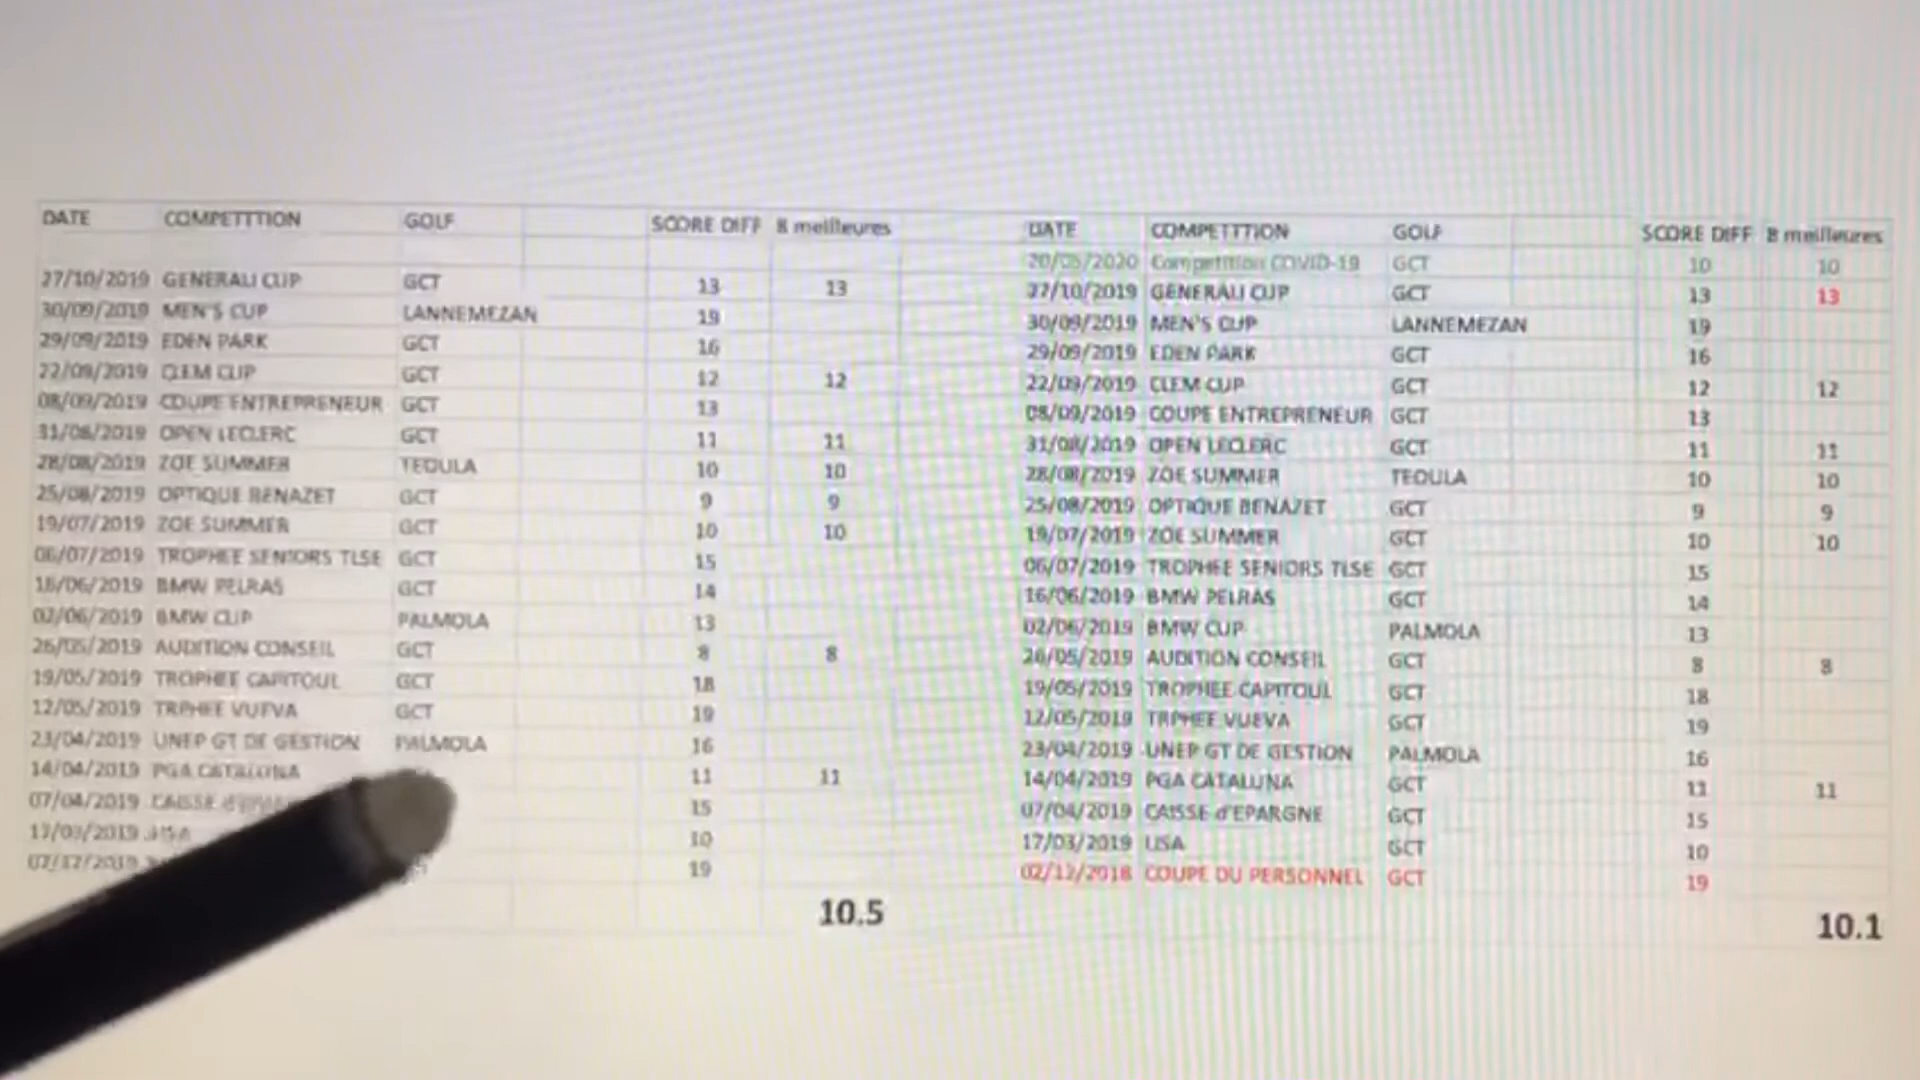 DATE COMPETTTION GOLF SCORE DIFF 8 meilleures
27/10/2019 GENERALI CUP GCT 13 13
30/09/2019 MEN'S CUP LANNEMEZAN 19
29/09/2019 EDEN PARK GCT 16
22/09/2019 CLEM CUP GCT 12 12
08/09/2019 COUPE ENTREPRENEUR GCT 13
31/08/2019 OPEN LECLERC GCT 11 11
28/08/2019 ZOE SUMMER TEOULA 10 10
25/08/2019 OPTIQUE BENAZET GCT 9 9
19/07/2019 ZOE SUMMER GCT 10 10
06/07/2019 TROPHEE SENIORS TLSE GCT 15
16/06/2019 BMW PELRAS GCT 14
02/06/2019 BMW CUP PALMOLA 13
26/05/2019 AUDITION CONSEIL GCT 8 8
19/05/2019 TROPHEE CAPITOUL GCT 18
12/05/2019 TRPHEE VUEVA GCT 19
23/04/2019 UNEP GT DE GESTION PALMOLA 16
14/04/2019 PGA CATALUNA 11 11
07/04/2019 CAISSE 15
17/03/2019 10
19
10.5
DATE COMPETTTION GOLF SCORE DIFF 8 meilleures
20/05/2020 Competition COVID-19 GCT 10 10
27/10/2019 GENERALI CUP GCT 13 13
30/09/2019 MEN'S CUP LANNEMEZAN 19
29/09/2019 EDEN PARK GCT 16
22/09/2019 CLEM CUP GCT 12 12
08/09/2019 COUPE ENTREPRENEUR GCT 13
31/08/2019 OPEN LECLERC GCT 11 11
28/08/2019 ZOE SUMMER TEOULA 10 10
25/08/2019 OPTIQUE BENAZET GCT 9 9
19/07/2019 ZOE SUMMER GCT 10 10
06/07/2019 TROPHEE SENIORS TLSE GCT 15
16/06/2019 BMW PELRAS GCT 14
02/06/2019 BMW CUP PALMOLA 13
26/05/2019 AUDITION CONSEIL GCT 8 8
19/05/2019 TROPHEE CAPITOUL GCT 18
12/05/2019 TRPHEE VUEVA GCT 19
23/04/2019 UNEP GT DE GESTION PALMOLA 16
14/04/2019 PGA CATALUNA GCT 11 11
07/04/2019 CAISSE d'EPARGNE GCT 15
17/03/2019 LISA GCT 10
02/12/2018 COUPE DU PERSONNEL GCT 19
10.1